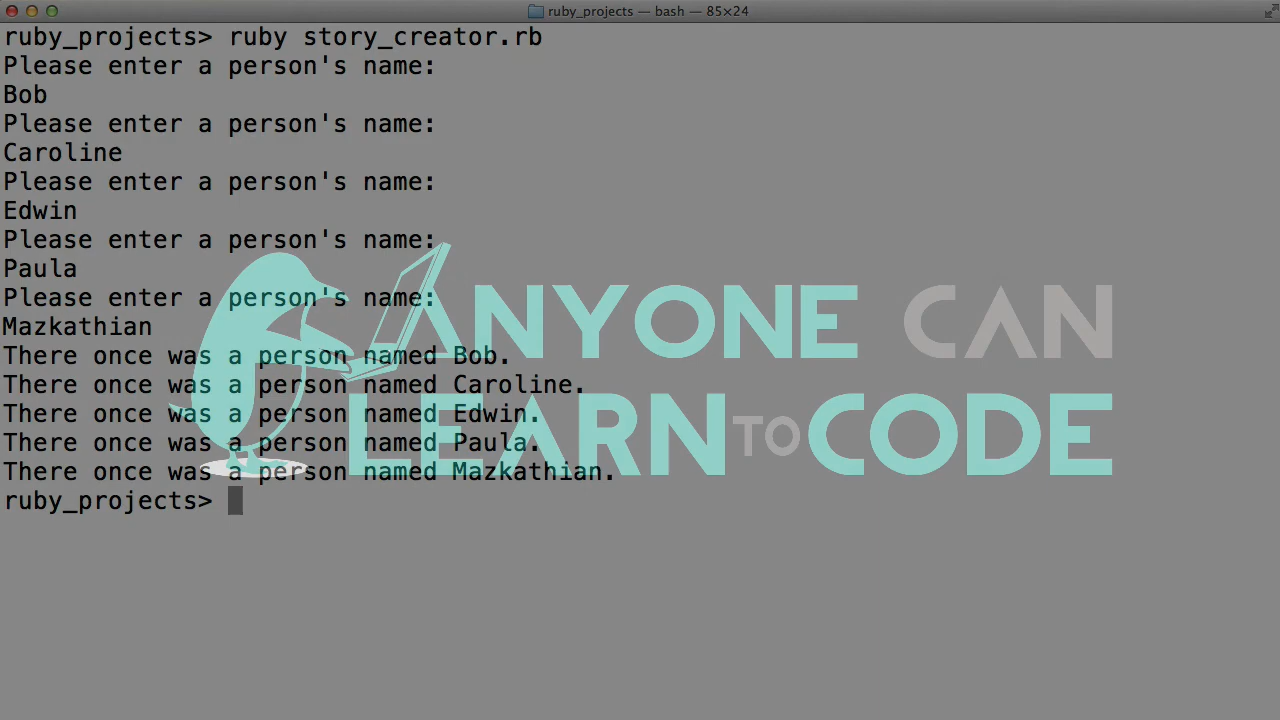 ruby_projects — bash — 85×24
ruby_projects> ruby story_creator.rb
Please enter a person's name:
Bob
Please enter a person's name:
Caroline
Please enter a person's name:
Edwin
Please enter a person's name:
Paula
Please enter a person's name:
Mazkathian
There once was a person named Bob.
There once was a person named Caroline.
There once was a person named Edwin.
There once was a person named Paula.
There once was a person named Mazkathian.
ruby_projects>
ANYONE CAN
LEARN TO CODE